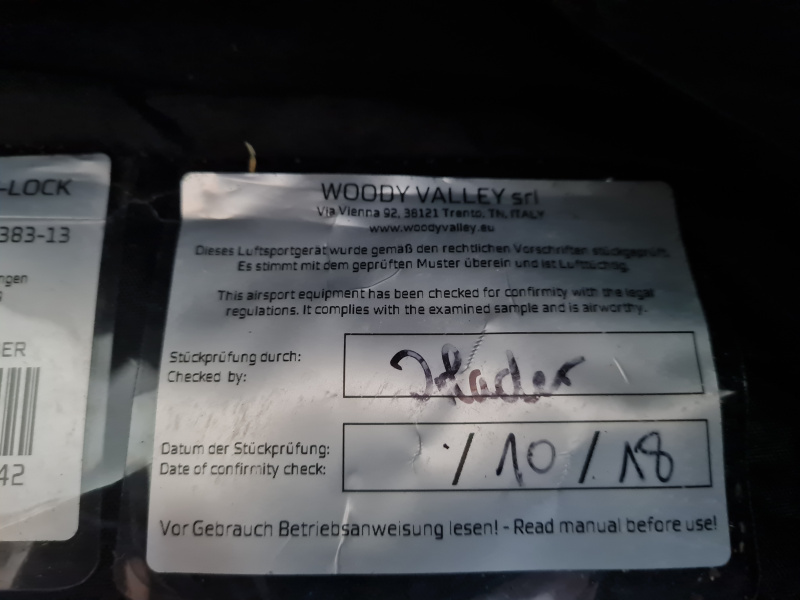 -LOCK
383-13
ngen
g
ER
42
WOODY VALLEY srl
Via Vienna 92, 38121 Trento, TN, ITALY
www.woodyvalley.eu
Dieses Luftsportgerät wurde gemäß den rechtlichen Vorschriften stückgeprüft.
Es stimmt mit dem geprüften Muster überein und ist Lufttüchtig.
This airsport equipment has been checked for confirmity with the legal
regulations. It complies with the examined sample and is airworthy.
Stückprüfung durch:
Checked by:
Datum der Stückprüfung:
Date of confirmity check:
/ 10 / 18
Vor Gebrauch Betriebsanweisung lesen! - Read manual before use!